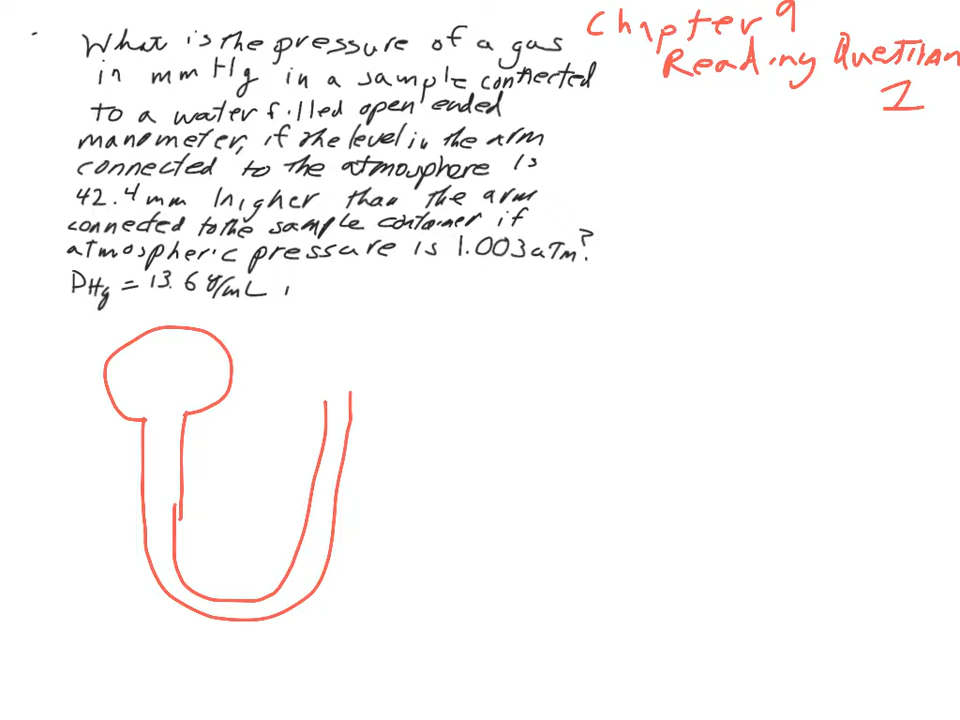 Chapter 9
Reading Question
1
What is the pressure of a gas
in mm Hg in a sample connected
to a water filled open ended
manometer, if the level in the arm
connected to the atmosphere is
42.4 mm higher than the arm
connected to the sample container if
atmospheric pressure is 1.003 atm?
DHg = 13.6 g/mL